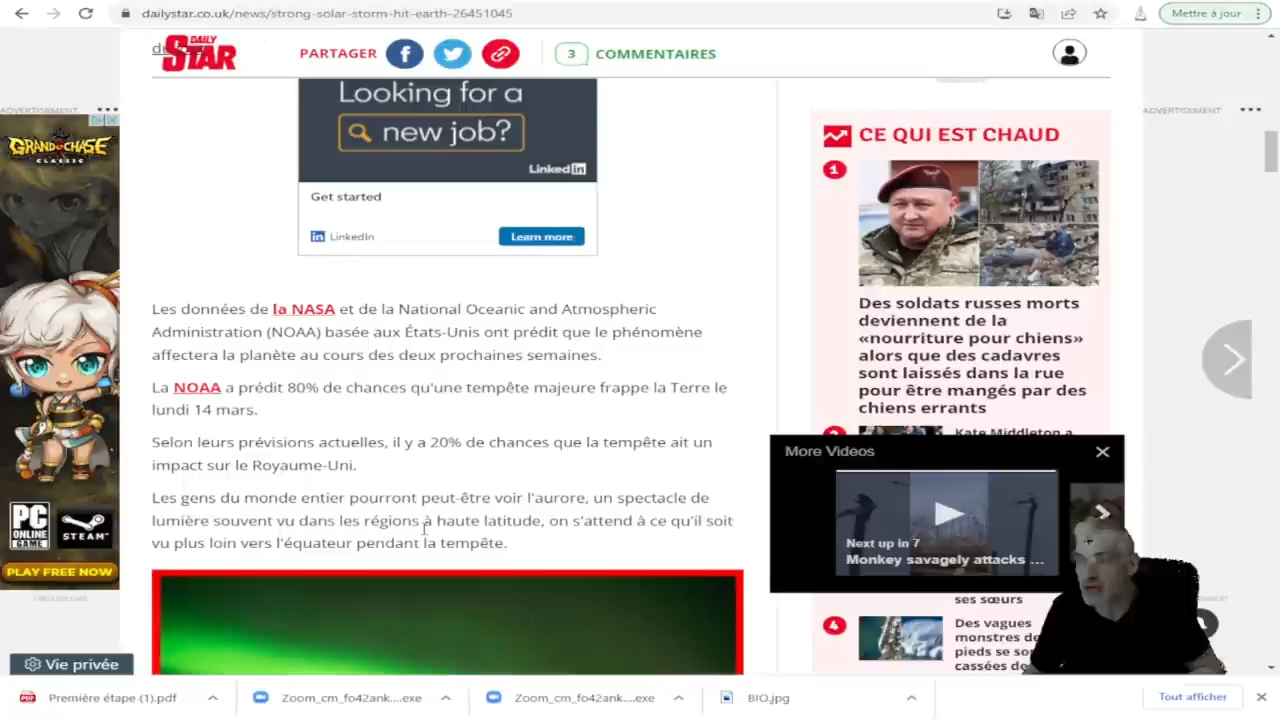 dailystar.co.uk/news/strong-solar-storm-hit-earth-26451045
Mettre à jour
DAILY STAR
PARTAGER
3 COMMENTAIRES
ADVERTISEMENT
GRAND CHASE
CLASSIC
PC
ONLINE GAME
STEAM
PLAY FREE NOW
Looking for a
new job?
LinkedIn
Get started
LinkedIn
Learn more
Les données de la NASA et de la National Oceanic and Atmospheric
Administration (NOAA) basée aux États-Unis ont prédit que le phénomène
affectera la planète au cours des deux prochaines semaines.
La NOAA a prédit 80% de chances qu'une tempête majeure frappe la Terre le
lundi 14 mars.
Selon leurs prévisions actuelles, il y a 20% de chances que la tempête ait un
impact sur le Royaume-Uni.
Les gens du monde entier pourront peut-être voir l'aurore, un spectacle de
lumière souvent vu dans les régions à haute latitude, on s'attend à ce qu'il soit
vu plus loin vers l'équateur pendant la tempête.
ADVERTISEMENT
CE QUI EST CHAUD
1
Des soldats russes morts
deviennent de la
«nourriture pour chiens»
alors que des cadavres
sont laissés dans la rue
pour être mangés par des
chiens errants
Kate Middleton a
More Videos
Next up in 7
Monkey savagely attacks ...
ses sœurs
4
Des vagues
monstres de
pieds se so
cassées de
Vie privée
Première étape (1).pdf
Zoom_cm_fo42ank....exe
Zoom_cm_fo42ank....exe
BIO.jpg
Tout afficher